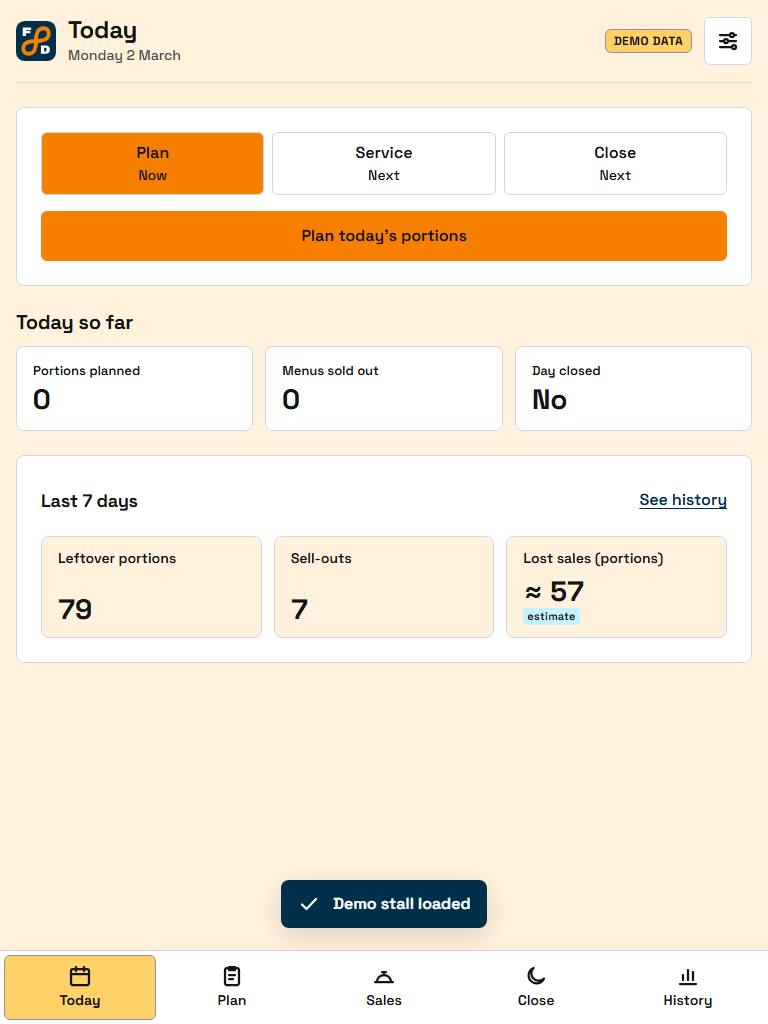 F
D
Today
Monday 2 March
DEMO DATA
Plan
Now
Service
Next
Close
Next
Plan today's portions
Today so far
Portions planned
0
Menus sold out
0
Day closed
No
Last 7 days
See history
Leftover portions
79
Sell-outs
7
Lost sales (portions)
≈ 57
estimate
Demo stall loaded
Today
Plan
Sales
Close
History